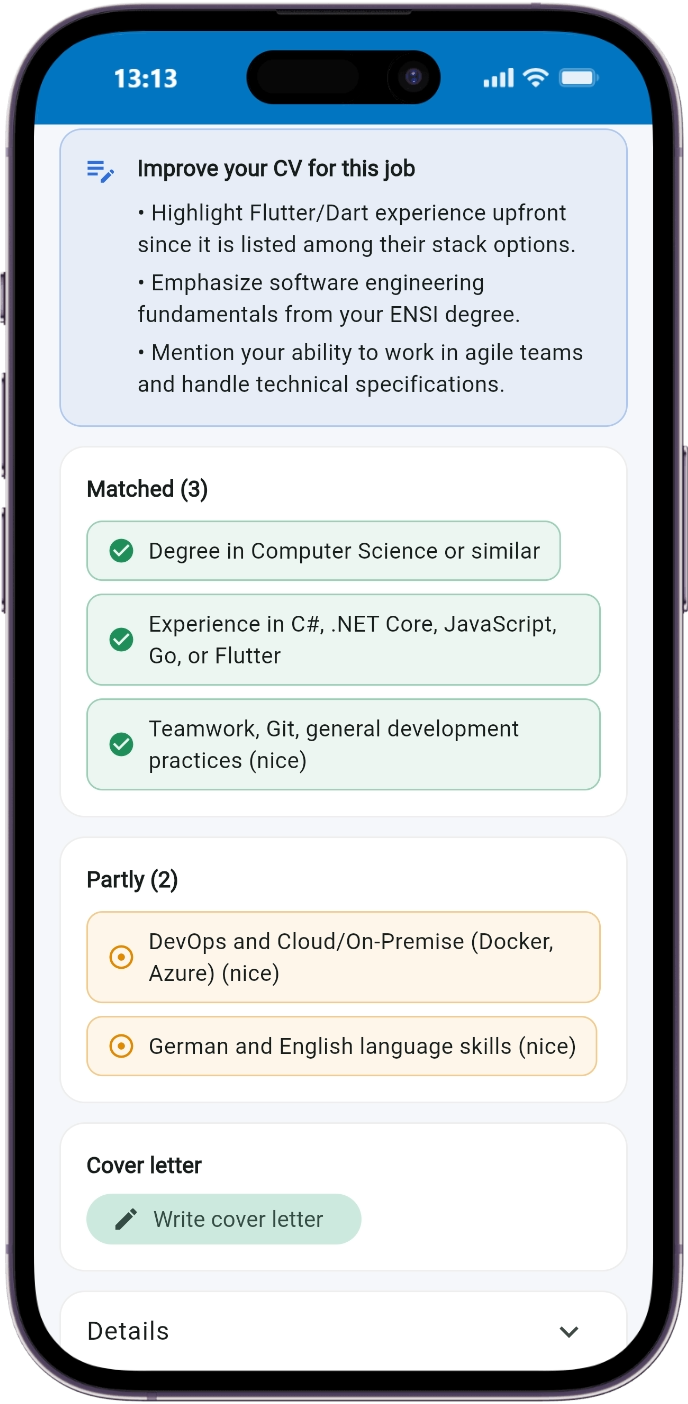 13:13
Improve your CV for this job
• Highlight Flutter/Dart experience upfront
since it is listed among their stack options.
• Emphasize software engineering
fundamentals from your ENSI degree.
• Mention your ability to work in agile teams
and handle technical specifications.
Matched (3)
Degree in Computer Science or similar
Experience in C#, .NET Core, JavaScript,
Go, or Flutter
Teamwork, Git, general development
practices (nice)
Partly (2)
DevOps and Cloud/On-Premise (Docker,
Azure) (nice)
German and English language skills (nice)
Cover letter
Write cover letter
Details